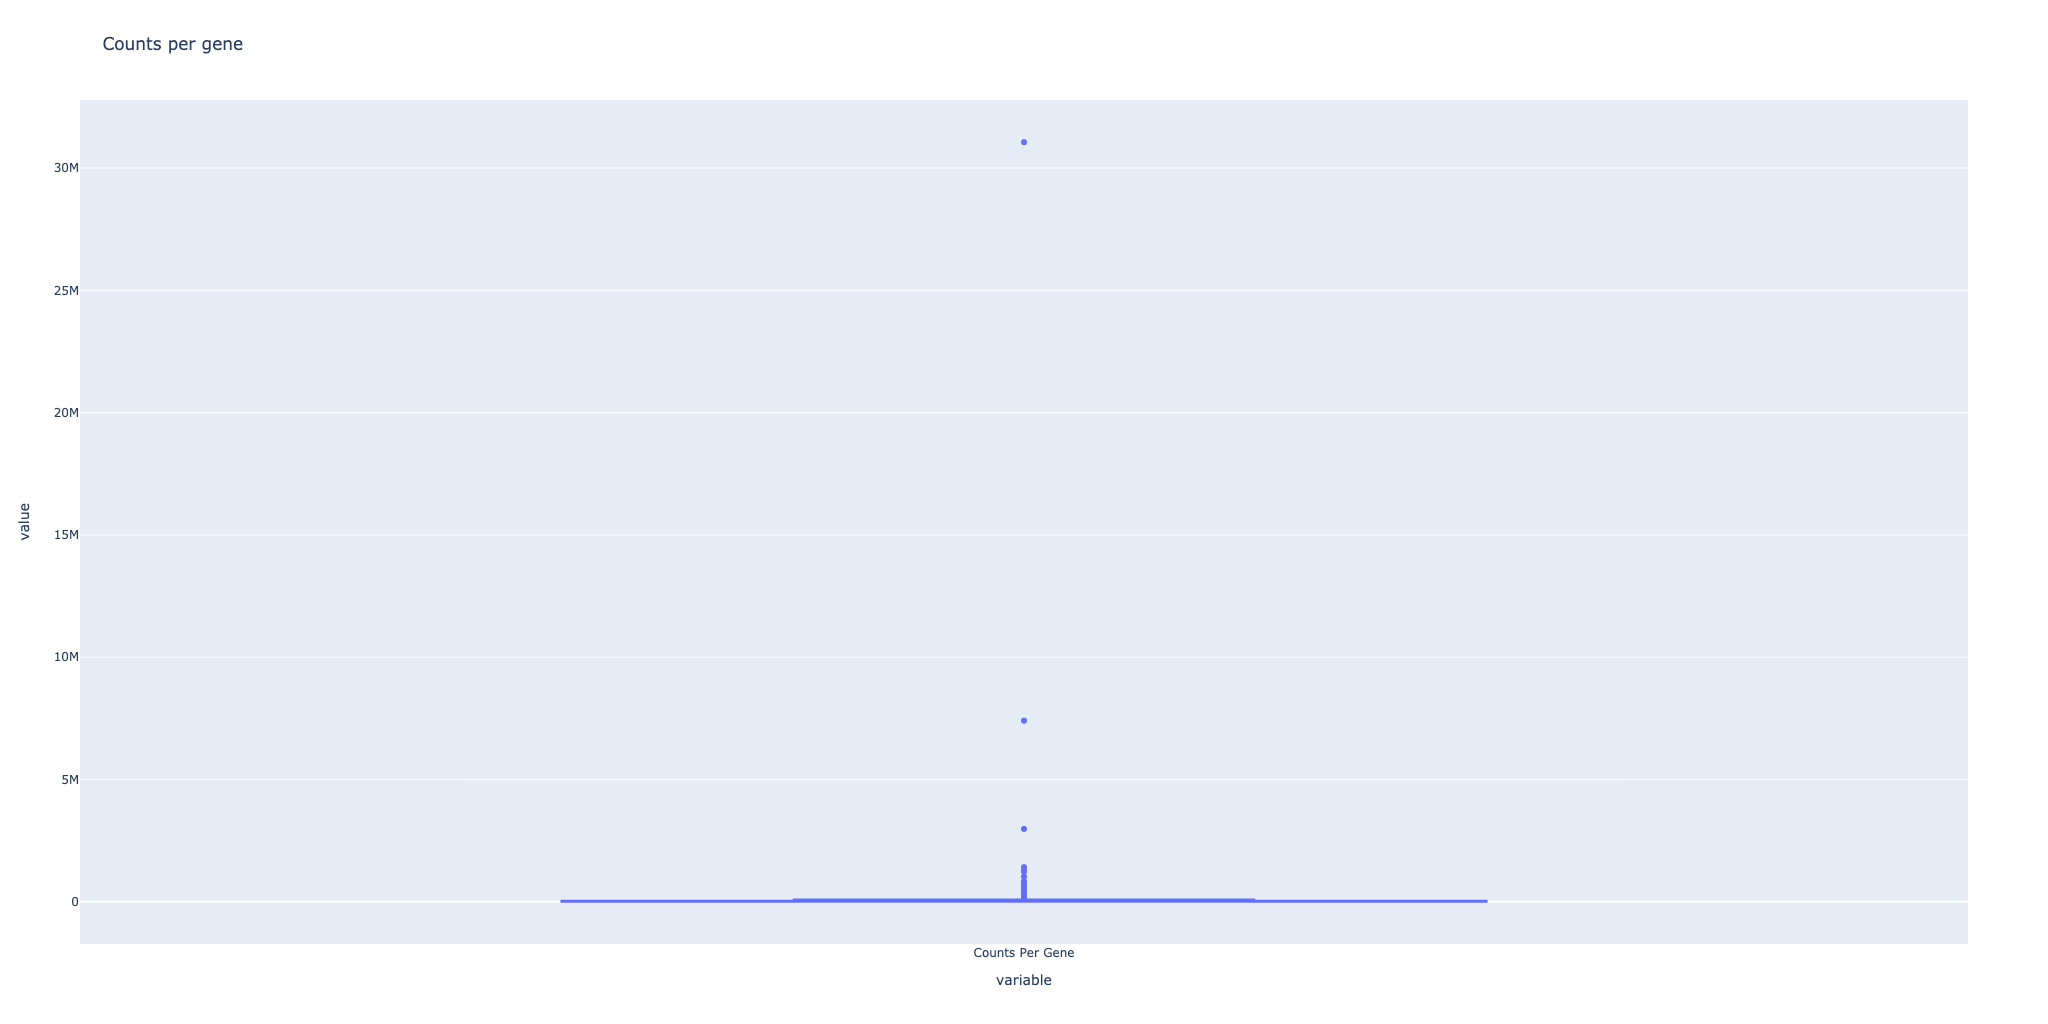 Counts per gene
30M
25M
20M
15M
10M
5M
0
value
Counts Per Gene
variable